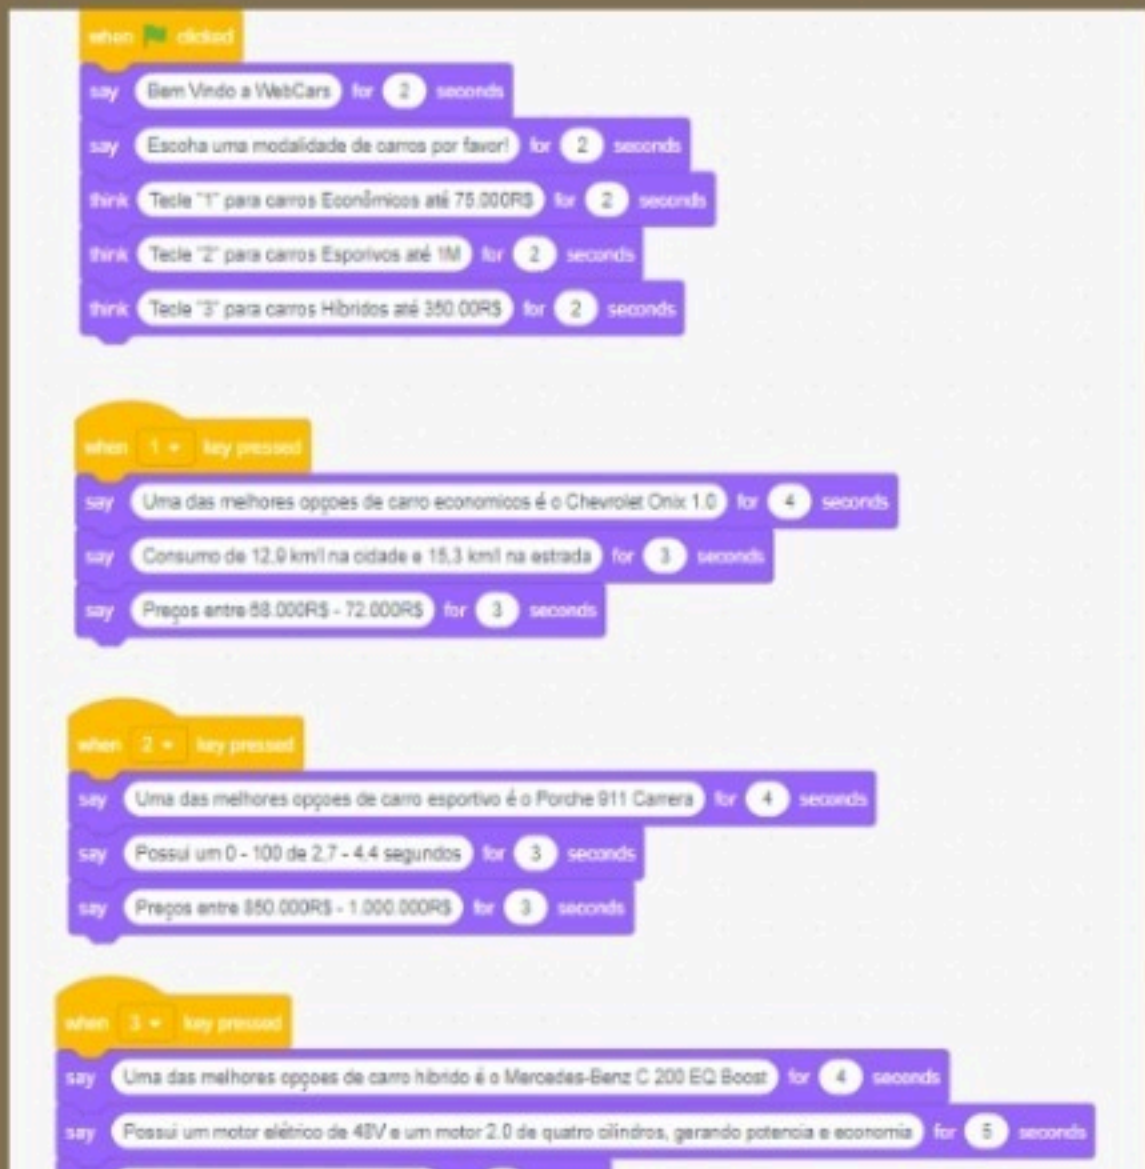 when clicked
say Bem Vindo a WebCars for 2 seconds
say Escoha uma modalidade de carros por favor! for 2 seconds
think Tecle "1" para carros Econômicos até 75.000R$ for 2 seconds
think Tecle "2" para carros Esporivos até 1M for 2 seconds
think Tecle "3" para carros Híbridos até 350.00R$ for 2 seconds
when 1 key pressed
say Uma das melhores opçoes de carro economicos é o Chevrolet Onix 1.0 for 4 seconds
say Consumo de 12,9 km/l na cidade e 15,3 km/l na estrada for 3 seconds
say Preços entre 68.000R$ - 72.000R$ for 3 seconds
when 2 key pressed
say Uma das melhores opçoes de carro esportivo é o Porche 911 Carrera for 4 seconds
say Possui um 0 - 100 de 2,7 - 4,4 segundos for 3 seconds
say Preços entre 850.000R$ - 1.000.000R$ for 3 seconds
when 3 key pressed
say Uma das melhores opçoes de carro hibrido é o Mercedes-Benz C 200 EQ Boost for 4 seconds
say Possui um motor elétrico de 48V e um motor 2.0 de quatro cilindros, gerando potencia e economia for 5 seconds